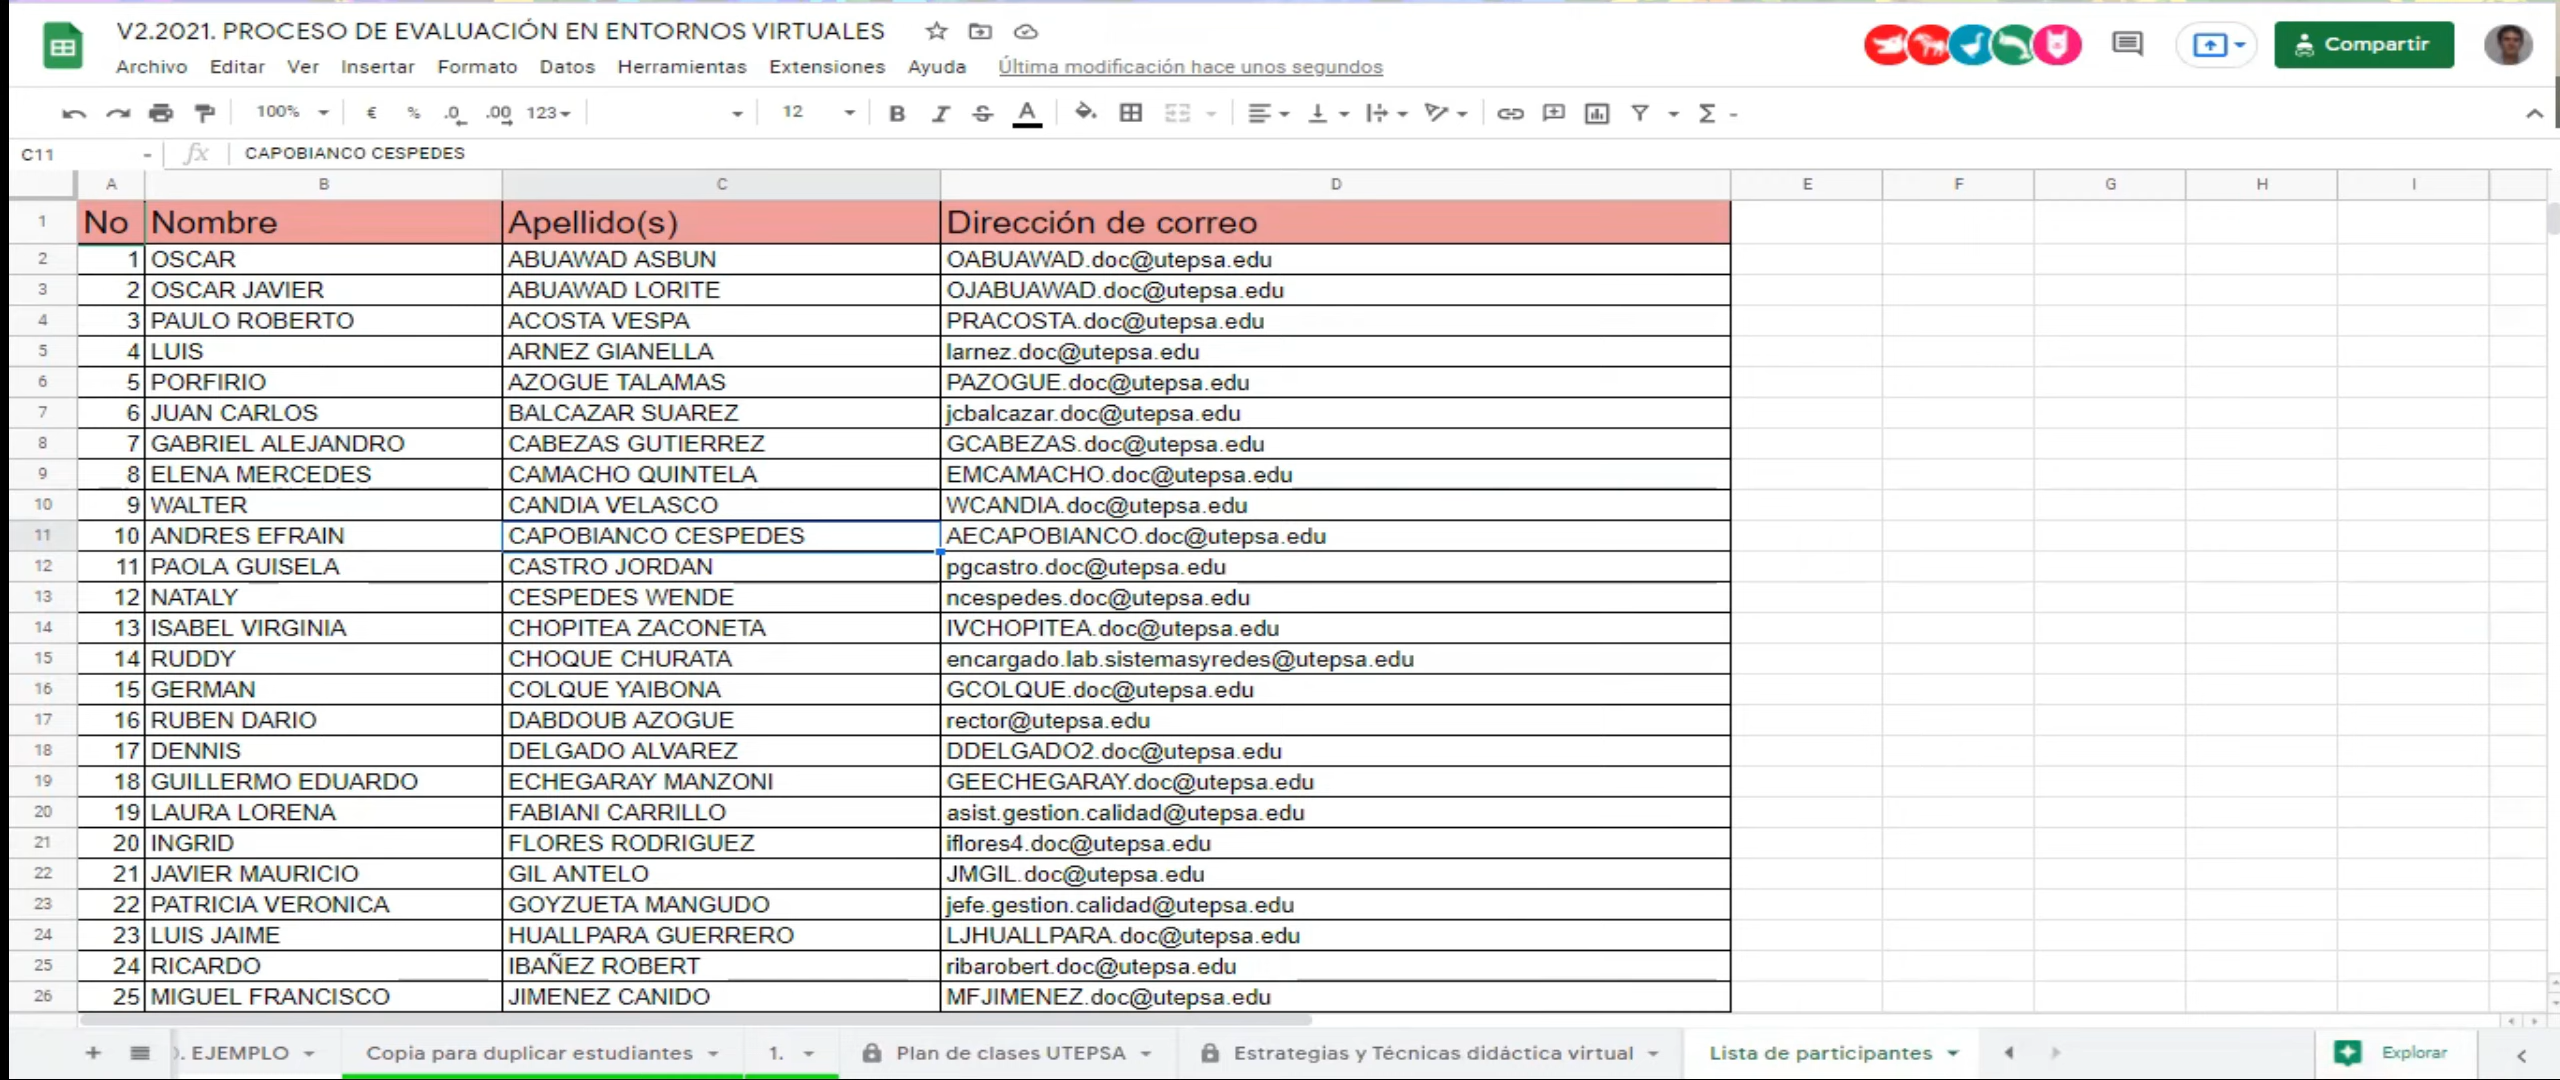 V2.2021. PROCESO DE EVALUACIÓN EN ENTORNOS VIRTUALES
Archivo Editar Ver Insertar Formato Datos Herramientas Extensiones Ayuda Última modificación hace unos segundos
Compartir
100% € % .0 .00 123 12 B I S A Σ
C11 fx CAPOBIANCO CESPEDES
A B C D E F G H I
1 No Nombre Apellido(s) Dirección de correo
2 1 OSCAR ABUAWAD ASBUN OABUAWAD.doc@utepsa.edu
3 2 OSCAR JAVIER ABUAWAD LORITE OJABUAWAD.doc@utepsa.edu
4 3 PAULO ROBERTO ACOSTA VESPA PRACOSTA.doc@utepsa.edu
5 4 LUIS ARNEZ GIANELLA larnez.doc@utepsa.edu
6 5 PORFIRIO AZOGUE TALAMAS PAZOGUE.doc@utepsa.edu
7 6 JUAN CARLOS BALCAZAR SUAREZ jcbalcazar.doc@utepsa.edu
8 7 GABRIEL ALEJANDRO CABEZAS GUTIERREZ GCABEZAS.doc@utepsa.edu
9 8 ELENA MERCEDES CAMACHO QUINTELA EMCAMACHO.doc@utepsa.edu
10 9 WALTER CANDIA VELASCO WCANDIA.doc@utepsa.edu
11 10 ANDRES EFRAIN CAPOBIANCO CESPEDES AECAPOBIANCO.doc@utepsa.edu
12 11 PAOLA GUISELA CASTRO JORDAN pgcastro.doc@utepsa.edu
13 12 NATALY CESPEDES WENDE ncespedes.doc@utepsa.edu
14 13 ISABEL VIRGINIA CHOPITEA ZACONETA IVCHOPITEA.doc@utepsa.edu
15 14 RUDDY CHOQUE CHURATA encargado.lab.sistemasyredes@utepsa.edu
16 15 GERMAN COLQUE YAIBONA GCOLQUE.doc@utepsa.edu
17 16 RUBEN DARIO DABDOUB AZOGUE rector@utepsa.edu
18 17 DENNIS DELGADO ALVAREZ DDELGADO2.doc@utepsa.edu
19 18 GUILLERMO EDUARDO ECHEGARAY MANZONI GEECHEGARAY.doc@utepsa.edu
20 19 LAURA LORENA FABIANI CARRILLO asist.gestion.calidad@utepsa.edu
21 20 INGRID FLORES RODRIGUEZ iflores4.doc@utepsa.edu
22 21 JAVIER MAURICIO GIL ANTELO JMGIL.doc@utepsa.edu
23 22 PATRICIA VERONICA GOYZUETA MANGUDO jefe.gestion.calidad@utepsa.edu
24 23 LUIS JAIME HUALLPARA GUERRERO LJHUALLPARA.doc@utepsa.edu
25 24 RICARDO IBAÑEZ ROBERT ribarobert.doc@utepsa.edu
26 25 MIGUEL FRANCISCO JIMENEZ CANIDO MFJIMENEZ.doc@utepsa.edu
. EJEMPLO Copia para duplicar estudiantes 1. Plan de clases UTEPSA Estrategias y Técnicas didáctica virtual Lista de participantes Explorar